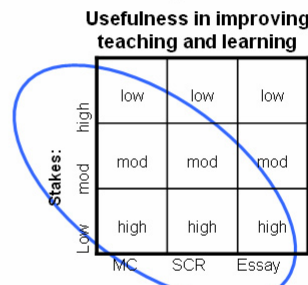 Usefulness in improving
teaching and learning
high low low low
Stakes: mod mod mod mod
Low high high high
MC SCR Essay